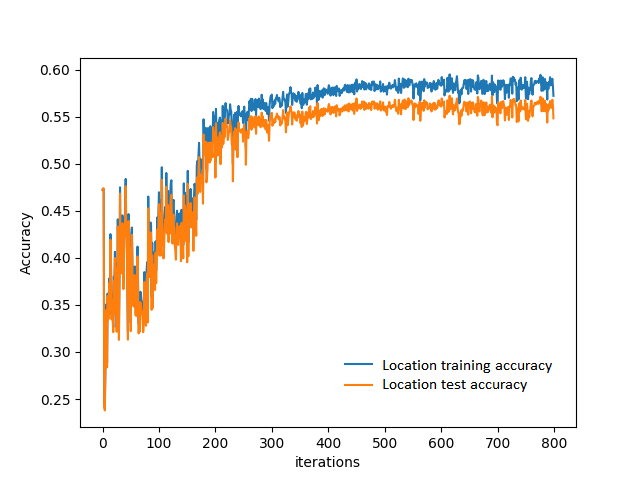 0.60
0.55
0.50
0.45
0.40
0.35
0.30
0.25
Accuracy
Location training accuracy
Location test accuracy
0 100 200 300 400 500 600 700 800
iterations